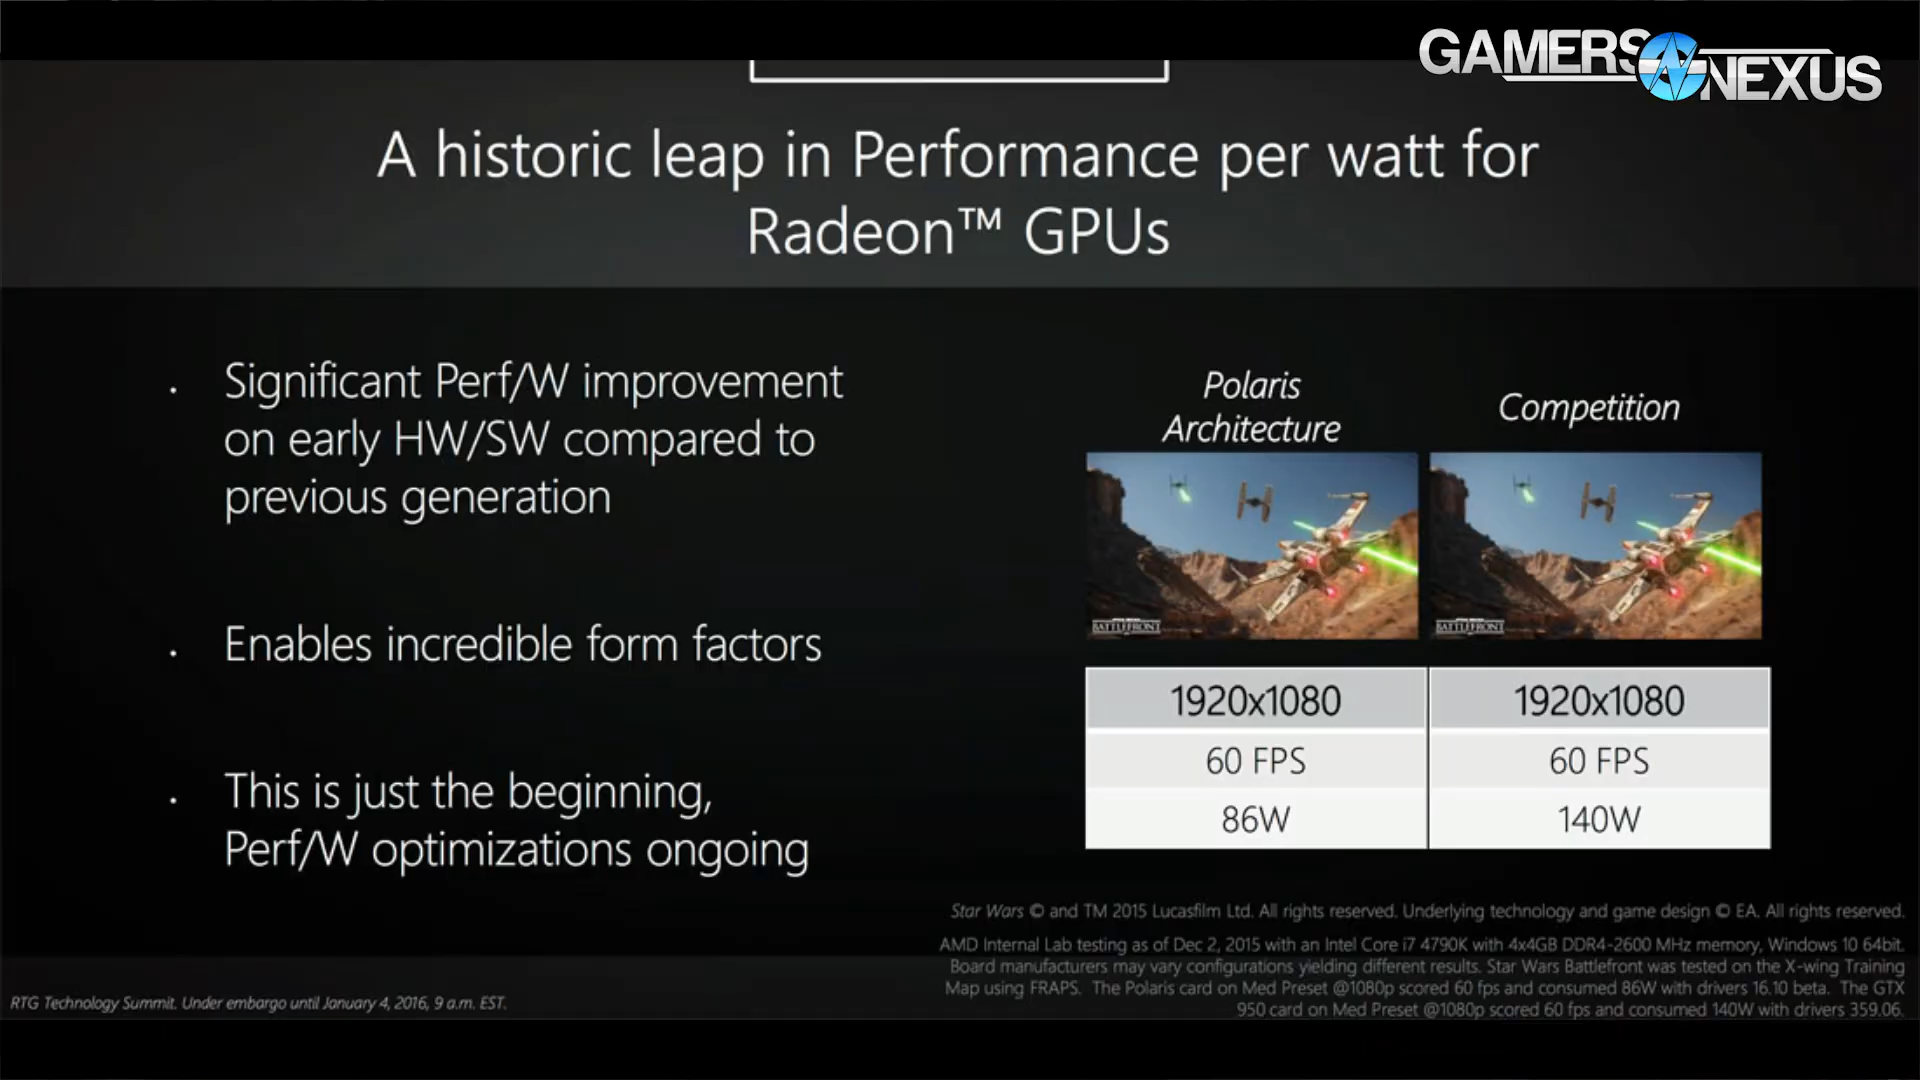 GAMERS NEXUS
A historic leap in Performance per watt for
Radeon™ GPUs
· Significant Perf/W improvement
on early HW/SW compared to
previous generation
· Enables incredible form factors
· This is just the beginning,
Perf/W optimizations ongoing
Polaris
Architecture
Competition
BATTLEFRONT
BATTLEFRONT
1920x1080 1920x1080
60 FPS 60 FPS
86W 140W
Star Wars © and TM 2015 Lucasfilm Ltd. All rights reserved. Underlying technology and game design © EA. All rights reserved.
AMD Internal Lab testing as of Dec 2, 2015 with an Intel Core i7 4790K with 4x4GB DDR4-2600 MHz memory, Windows 10 64bit.
Board manufacturers may vary configurations yielding different results. Star Wars Battlefront was tested on the X-wing Training
Map using FRAPS. The Polaris card on Med Preset @1080p scored 60 fps and consumed 86W with drivers 16.10 beta. The GTX
950 card on Med Preset @1080p scored 60 fps and consumed 140W with drivers 359.06.
RTG Technology Summit. Under embargo until January 4, 2016, 9 a.m. EST.